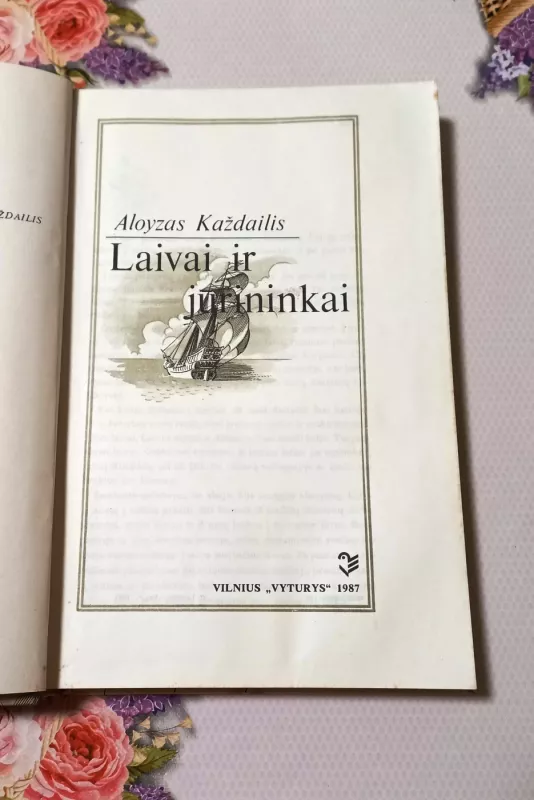 ŽDAILIS
Aloyzas Každailis
Laivai ir
jūrininkai
VILNIUS „VYTURYS“ 1987